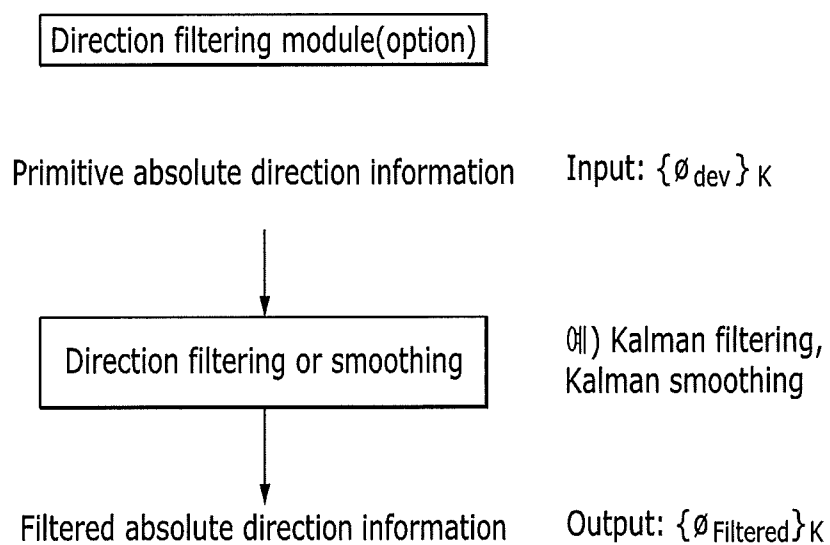 Direction filtering module(option)
Primitive absolute direction information Input: {ø dev} K
Direction filtering or smoothing
예) Kalman filtering,
Kalman smoothing
Filtered absolute direction information Output: {ø Filtered}K